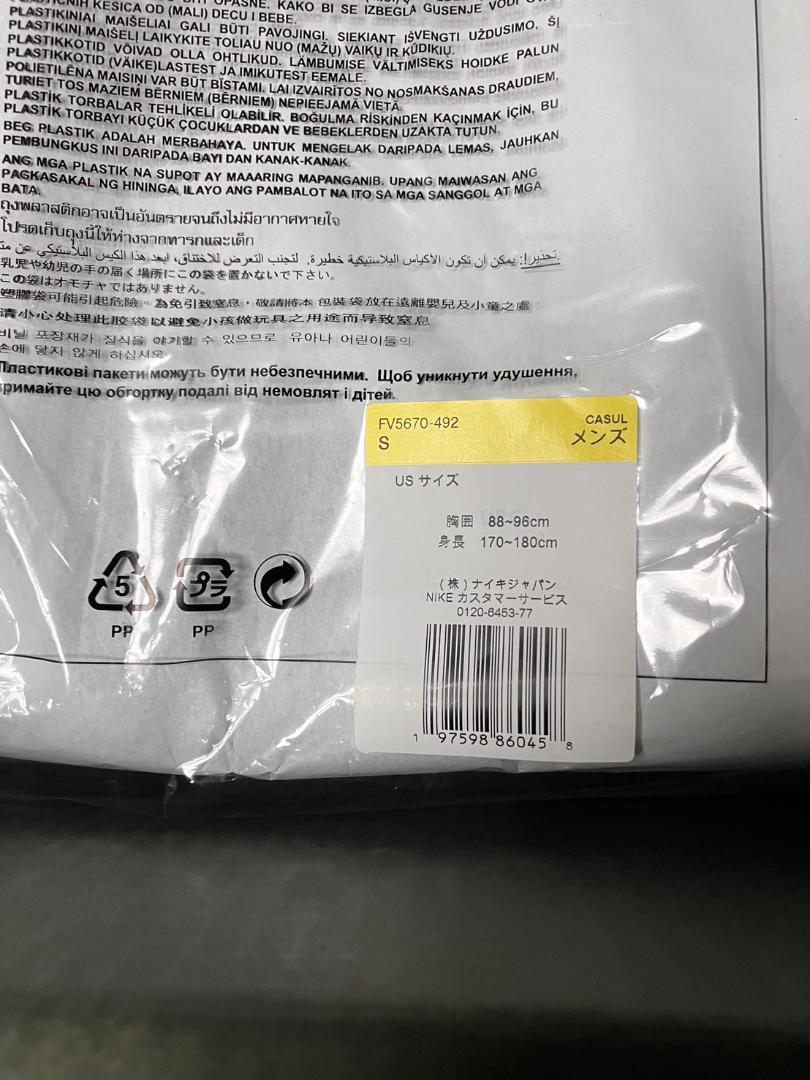 PLASTIČNIH KESICA OD (MALI) DECU I BEBE.
PLASTIKINIAI MAIŠELIAI GALI BŪTI PAVOJINGI. SIEKIANT IŠVENGTI UŽDUSIMO, ŠĮ
PLASTIKINĮ MAIŠELĮ LAIKYKITE TOLIAU NUO (MAŽŲ) VAIKŲ IR KŪDIKIŲ.
PLASTIKKOTID VÕIVAD OLLA OHTLIKUD. LÄMBUMISE VÄLTIMISEKS HOIDKE PALUN
PLASTIKKOTID (VÄIKE)LASTEST JA IMIKUTEST EEMALE.
POLIETILĒNA MAISIŅI VAR BŪT BĪSTAMI. LAI IZVAIRĪTOS NO NOSMAKŠANAS DRAUDIEM,
TURIET TOS MAZIEM BĒRNIEM (BĒRNIEM) NEPIEEJAMĀ VIETĀ.
PLASTİK TORBALAR TEHLİKELİ OLABİLİR. BOĞULMA RİSKİNDEN KAÇINMAK İÇİN, BU
PLASTİK TORBAYI KÜÇÜK ÇOCUKLARDAN VE BEBEKLERDEN UZAKTA TUTUN.
BEG PLASTIK ADALAH MERBAHAYA. UNTUK MENGELAK DARIPADA LEMAS, JAUHKAN
PEMBUNGKUS INI DARIPADA BAYI DAN KANAK-KANAK.
ANG MGA PLASTIK NA SUPOT AY MAAARING MAPANGANIB. UPANG MAIWASAN ANG
PAGKASAKAL NG HININGA, ILAYO ANG PAMBALOT NA ITO SA MGA SANGGOL AT MGA
BATA.
ถุงพลาสติกอาจเป็นอันตรายจนถึงไม่มีอากาศหายใจ
โปรดเก็บถุงนี้ให้ห่างจากทารกและเด็ก
تحذير!: يمكن أن تكون الأكياس البلاستيكية خطيرة. لتجنب التعرض للاختناق، ابعد هذا الكيس البلاستيكي عن
乳児や幼児の手の届く場所にこの袋を置かないで下さい。
この袋はオモチャではありません。
塑膠袋可能引起危險。為免引致窒息，敬請將本 包裝袋 放在遠離嬰兒及小童之處
请小心处理此胶袋以避免小孩做玩具之用途而导致窒息
비닐 포장재가 질식을 야기할 수 있으므로 유아나 어린이들의
손에 닿지 않게 하십시오
Пластикові пакети можуть бути небезпечними. Щоб уникнути удушення,
тримайте цю обгортку подалі від немовлят і дітей.
FV5670-492 CASUL
S メンズ
US サイズ
胸囲 88~96cm
身長 170~180cm
(株)ナイキジャパン
NIKE カスタマーサービス
0120-6453-77
1 97598 86045 8
5 プラ
PP PP